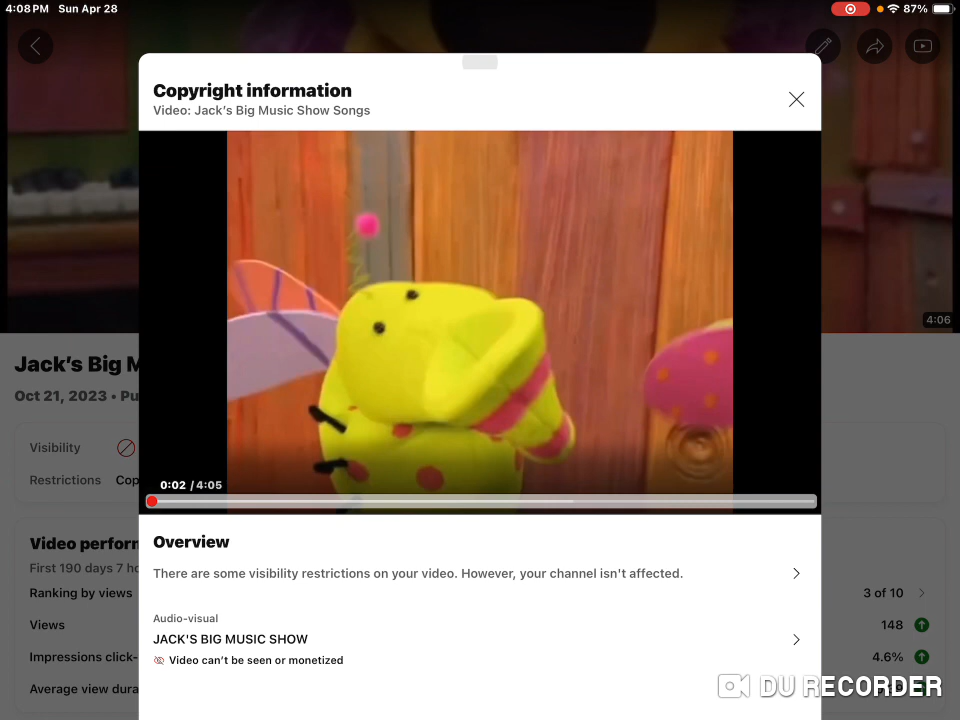 4:08 PM Sun Apr 28
87%
Copyright information
Video: Jack's Big Music Show Songs
4:06
0:02 / 4:05
Jack's Big M
Oct 21, 2023 • Pu
Visibility
Restrictions Cop
Overview
There are some visibility restrictions on your video. However, your channel isn't affected.
Audio-visual
JACK'S BIG MUSIC SHOW
Video can't be seen or monetized
Video perforn
First 190 days 7 ho
Ranking by views 3 of 10
Views 148
Impressions click- 4.6%
Average view dura
DU RECORDER